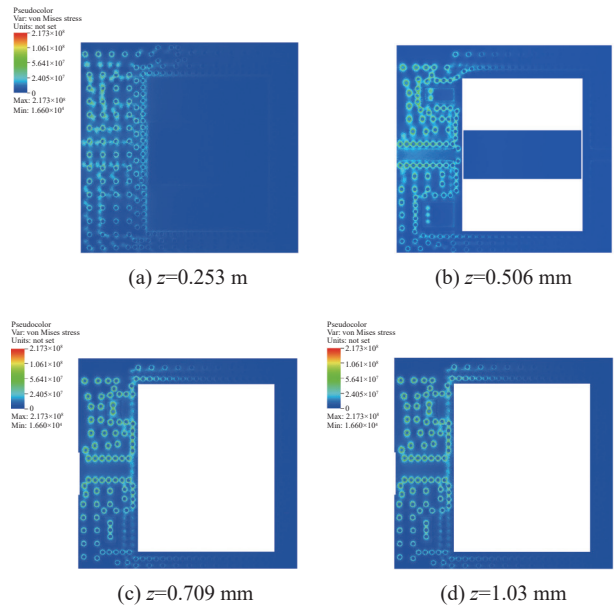 Pseudocolor
Var: von Mises stress
Units: not set
2.173×10⁸
1.061×10⁸
5.641×10⁷
2.405×10⁷
0
Max: 2.173×10⁸
Min: 1.660×10⁴
(a) z=0.253 m
(b) z=0.506 mm
Pseudocolor
Var: von Mises stress
Units: not set
2.173×10⁸
1.061×10⁸
5.641×10⁷
2.405×10⁷
0
Max: 2.173×10⁸
Min: 1.660×10⁴
(c) z=0.709 mm
Pseudocolor
Var: von Mises stress
Units: not set
2.173×10⁸
1.061×10⁸
5.641×10⁷
2.405×10⁷
0
Max: 2.173×10⁸
Min: 1.660×10⁴
(d) z=1.03 mm